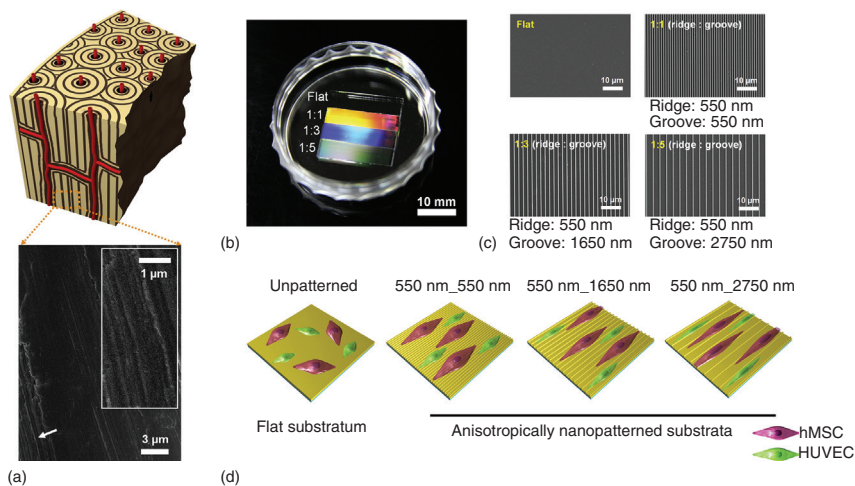 1 µm
3 µm
(a)
Flat
1:1
1:3
1:5
10 mm
(b)
Flat
10 µm
1:1 (ridge : groove)
10 µm
Ridge: 550 nm
Groove: 550 nm
1:3 (ridge : groove)
10 µm
Ridge: 550 nm
Groove: 1650 nm
1:5 (ridge : groove)
10 µm
Ridge: 550 nm
Groove: 2750 nm
(c)
Unpatterned
550 nm_550 nm
550 nm_1650 nm
550 nm_2750 nm
Flat substratum
Anisotropically nanopatterned substrata
hMSC
HUVEC
(d)